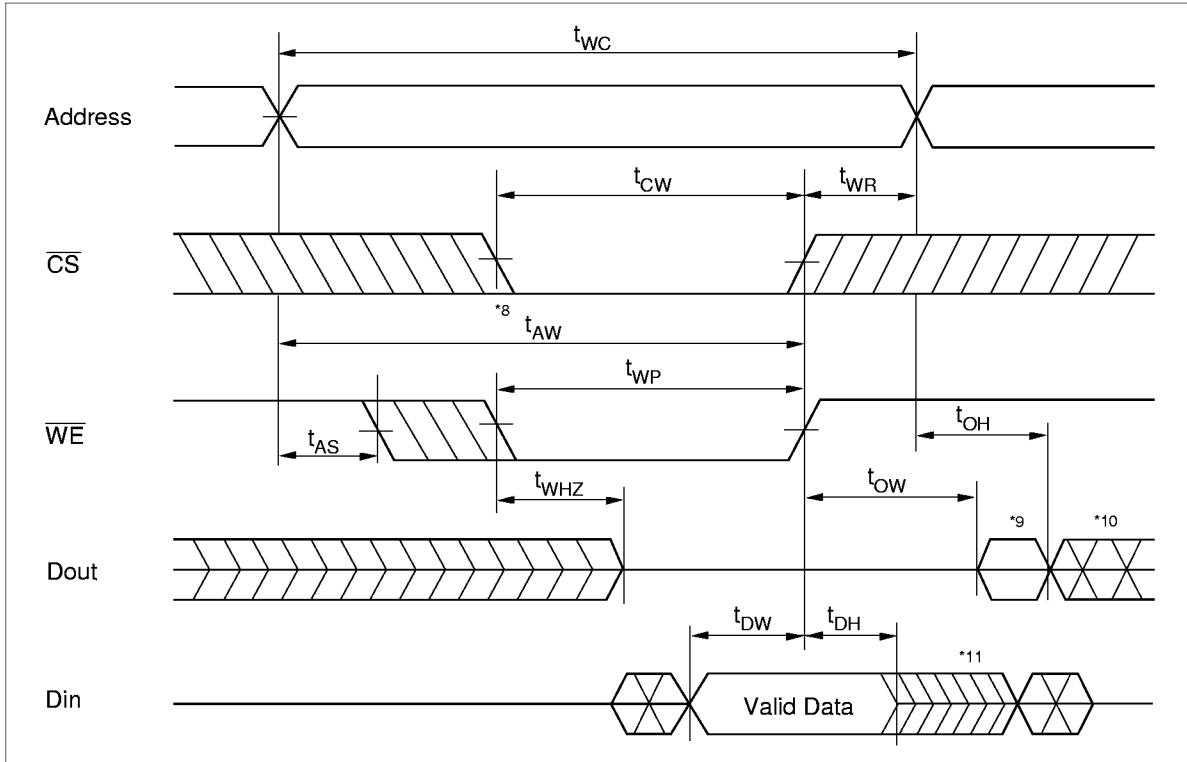 tWC
Address
tCW
tWR
CS
*8
tAW
tWP
WE
tAS
tOH
tWHZ
tOW
*9
*10
Dout
tDW
tDH
*11
Din
Valid Data